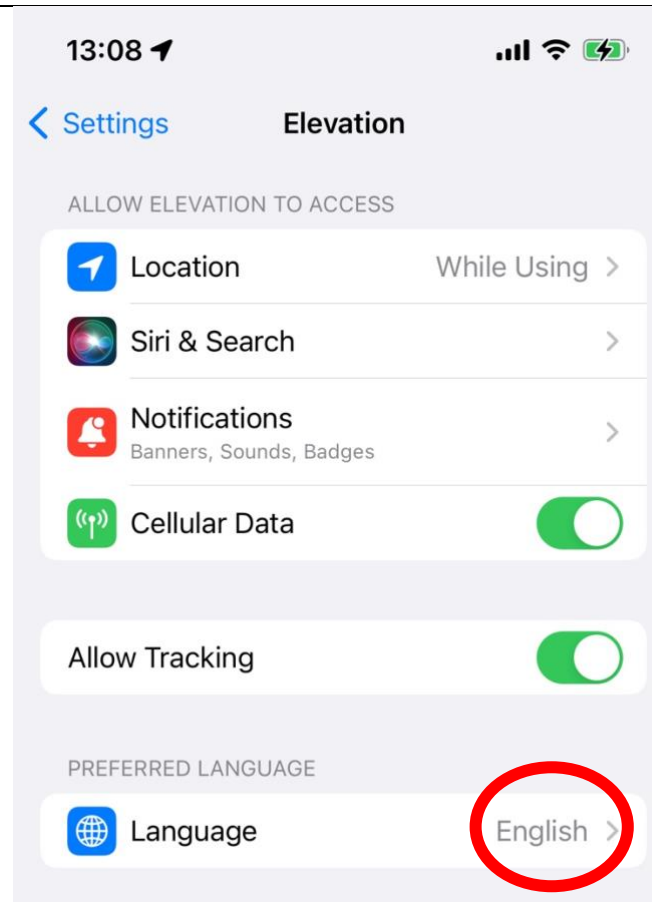 13:08
Settings
Elevation
ALLOW ELEVATION TO ACCESS
Location While Using
Siri & Search
Notifications
Banners, Sounds, Badges
Cellular Data
Allow Tracking
PREFERRED LANGUAGE
Language English